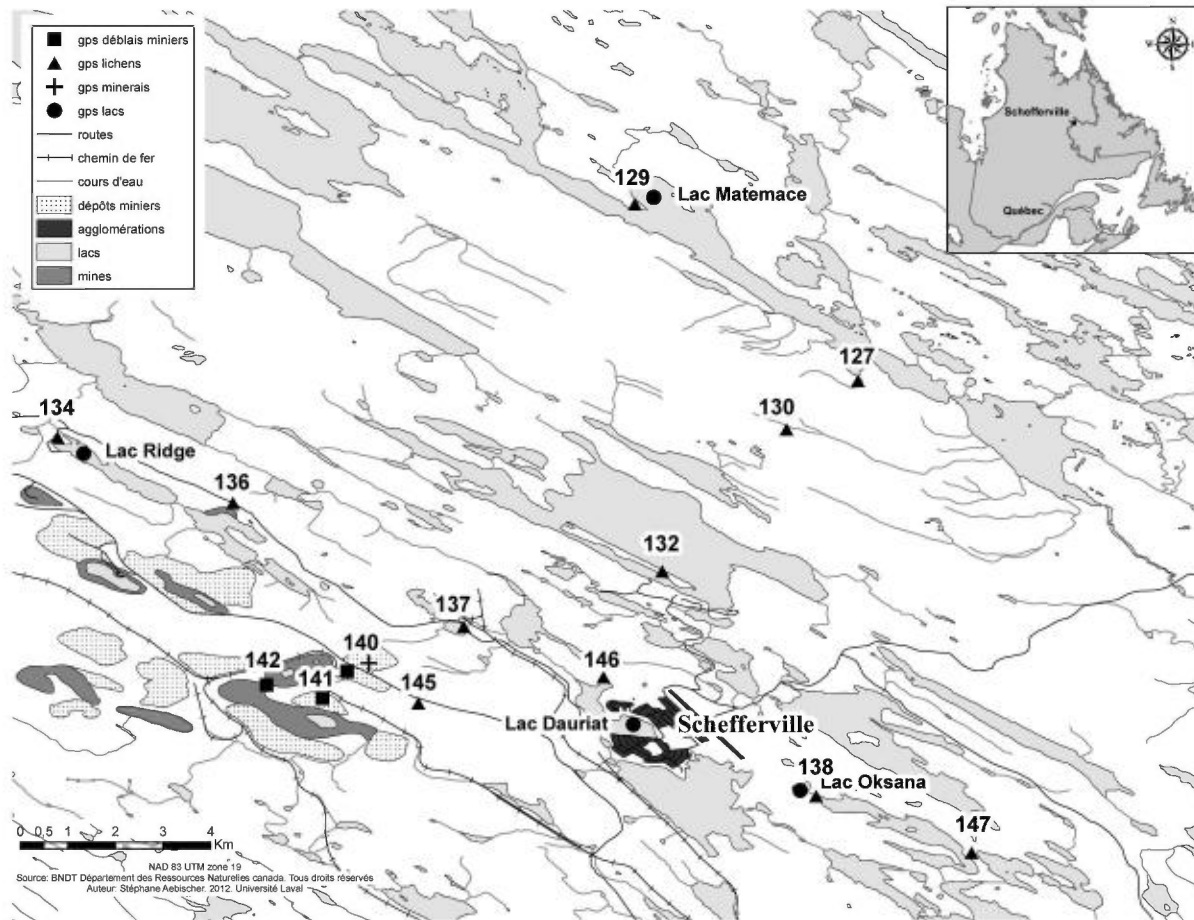 gps déblais miniers
gps lichens
gps minerais
gps lacs
routes
chemin de fer
cours d'eau
dépôts miniers
agglomérations
lacs
mines
N
Schefferville
Québec
129
Lac Matemace
127
130
134
Lac Ridge
136
132
137
140
142
141
145
146
Lac Dauriat
Schefferville
138
Lac Oksana
147
0 0,5 1 2 3 4
Km
NAD 83 UTM zone 19
Source: BNDT Département des Ressources Naturelles canada. Tous droits réservés
Auteur: Stéphane Aebischer. 2012. Université Laval